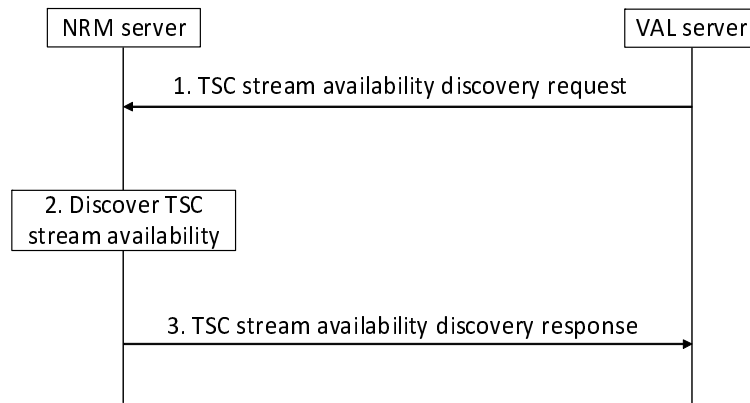 NRM server
VAL server
1. TSC stream availability discovery request
2. Discover TSC
stream availability
3. TSC stream availability discovery response